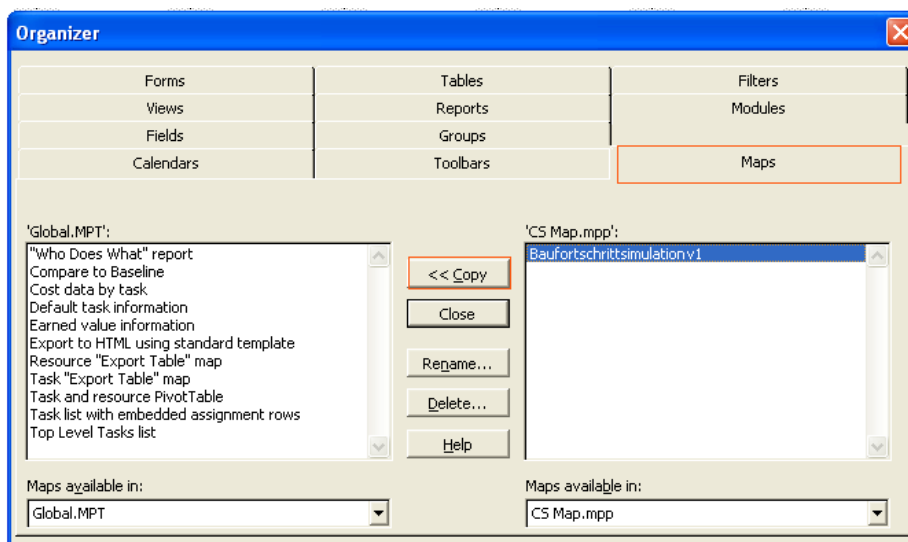 Organizer
Forms Tables Filters
Views Reports Modules
Fields Groups
Calendars Toolbars Maps
'Global.MPT':
"Who Does What" report
Compare to Baseline
Cost data by task
Default task information
Earned value information
Export to HTML using standard template
Resource "Export Table" map
Task "Export Table" map
Task and resource PivotTable
Task list with embedded assignment rows
Top Level Tasks list
<< Copy
Close
Rename...
Delete...
Help
'CS Map.mpp':
Baufortschrittsimulation v1
Maps available in:
Global.MPT
Maps available in:
CS Map.mpp